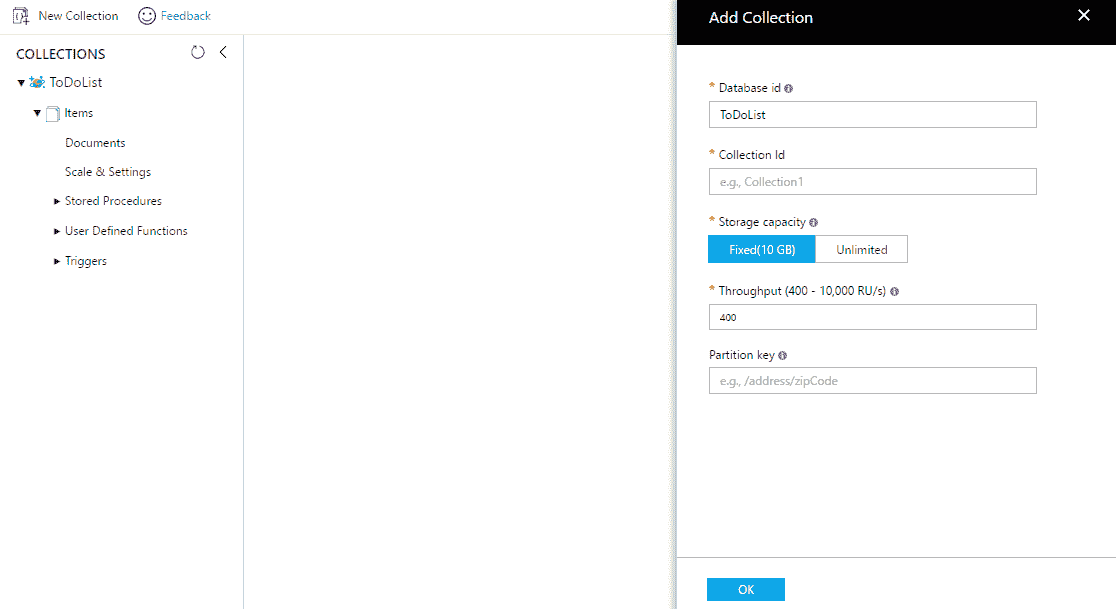 New Collection
Feedback
COLLECTIONS
ToDoList
Items
Documents
Scale & Settings
Stored Procedures
User Defined Functions
Triggers
Add Collection
* Database id
ToDoList
* Collection Id
e.g., Collection1
* Storage capacity
Fixed(10 GB) Unlimited
* Throughput (400 - 10,000 RU/s)
400
Partition key
e.g., /address/zipCode
OK